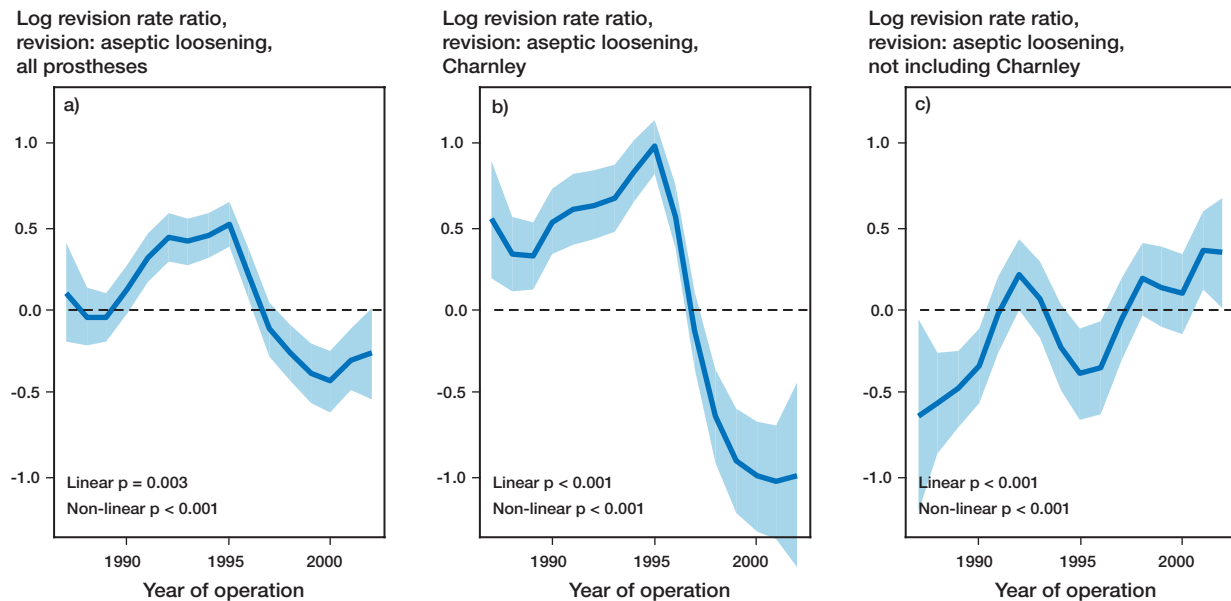 Log revision rate ratio,
revision: aseptic loosening,
all prostheses
a)
1.0
0.5
0.0
-0.5
-1.0
Linear p = 0.003
Non-linear p < 0.001
1990
1995
2000
Year of operation
Log revision rate ratio,
revision: aseptic loosening,
Charnley
b)
1.0
0.5
0.0
-0.5
-1.0
Linear p < 0.001
Non-linear p < 0.001
1990
1995
2000
Year of operation
Log revision rate ratio,
revision: aseptic loosening,
not including Charnley
c)
1.0
0.5
0.0
-0.5
-1.0
Linear p < 0.001
Non-linear p < 0.001
1990
1995
2000
Year of operation